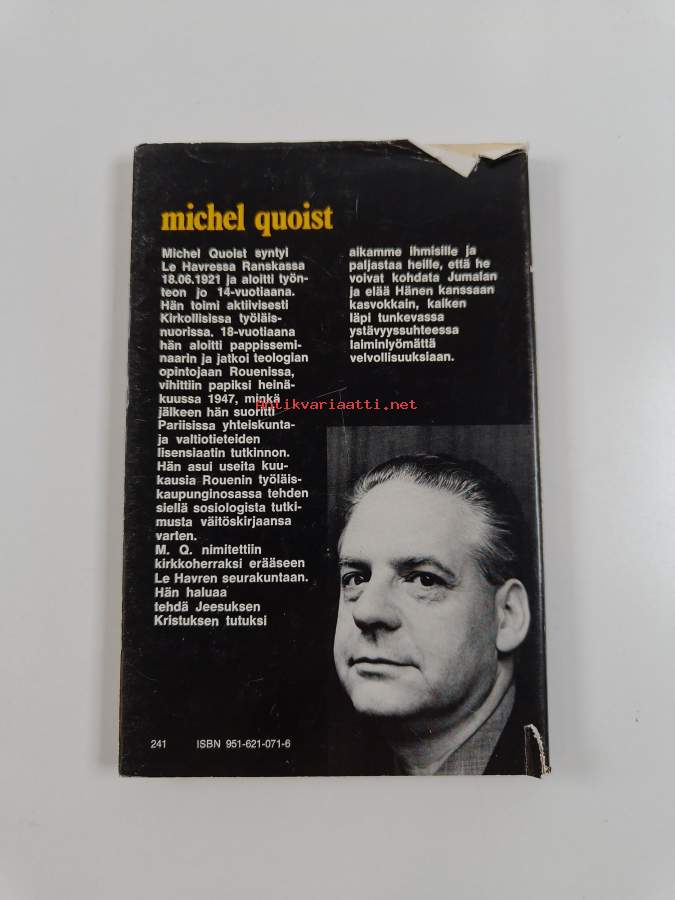 michel quoist
Michel Quoist syntyi
Le Havressa Ranskassa
18.06.1921 ja aloitti työn-
teon jo 14-vuotiaana.
Hän toimi aktiivisesti
Kirkollisissa työläis-
nuorissa. 18-vuotiaana
hän aloitti pappissemi-
naarin ja jatkoi teologian
opintojaan Rouenissa,
vihittiin papiksi heinä-
kuussa 1947, minkä
jälkeen hän suoritti
Pariisissa yhteiskunta-
ja valtiotieteiden
lisensiaatin tutkinnon.
Hän asui useita kuu-
kausia Rouenin työläis-
kaupunginosassa tehden
siellä sosiologista tutki-
musta väitöskirjaansa
varten.
M. Q. nimitettiin
kirkkoherraksi erääseen
Le Havren seurakuntaan.
Hän haluaa
tehdä Jeesuksen
Kristuksen tutuksi
aikamme ihmisille ja
paljastaa heille, että he
voivat kohdata Jumalan
ja elää Hänen kanssaan
kasvokkain, kaiken
läpi tunkevassa
ystävyyssuhteessa
laiminlyömättä
velvollisuuksiaan.
Antikvariaatti.net
241 ISBN 951-621-071-6